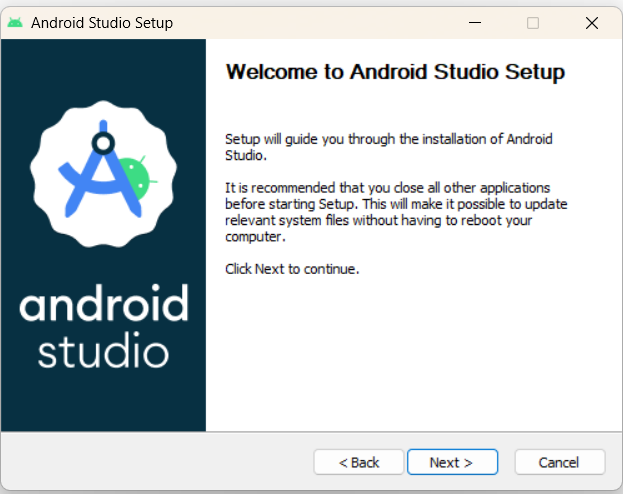 Android Studio Setup
Welcome to Android Studio Setup
Setup will guide you through the installation of Android
Studio.
It is recommended that you close all other applications
before starting Setup. This will make it possible to update
relevant system files without having to reboot your
computer.
Click Next to continue.
android
studio
< Back
Next >
Cancel